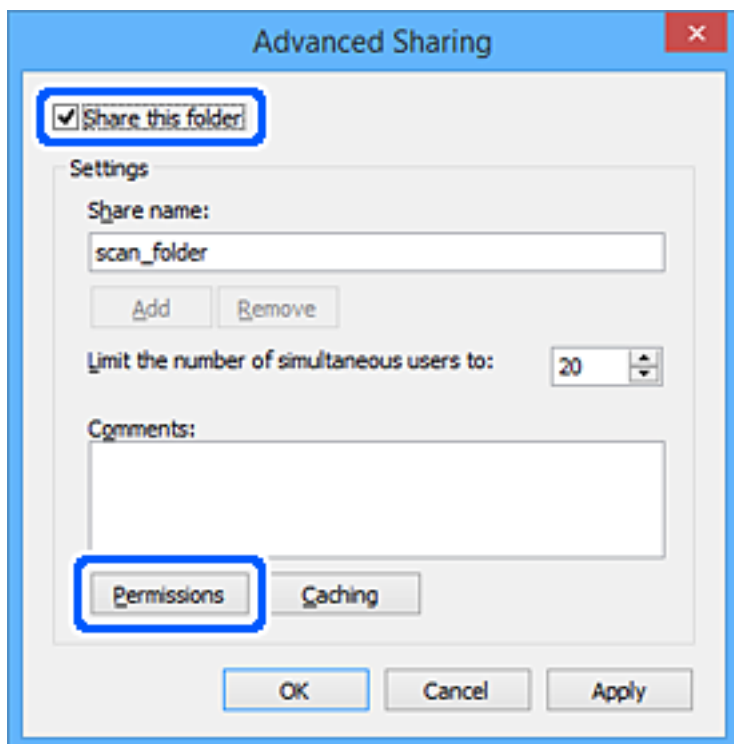 Advanced Sharing
Share this folder
Settings
Share name:
scan_folder
Add Remove
Limit the number of simultaneous users to: 20
Comments:
Permissions Caching
OK Cancel Apply